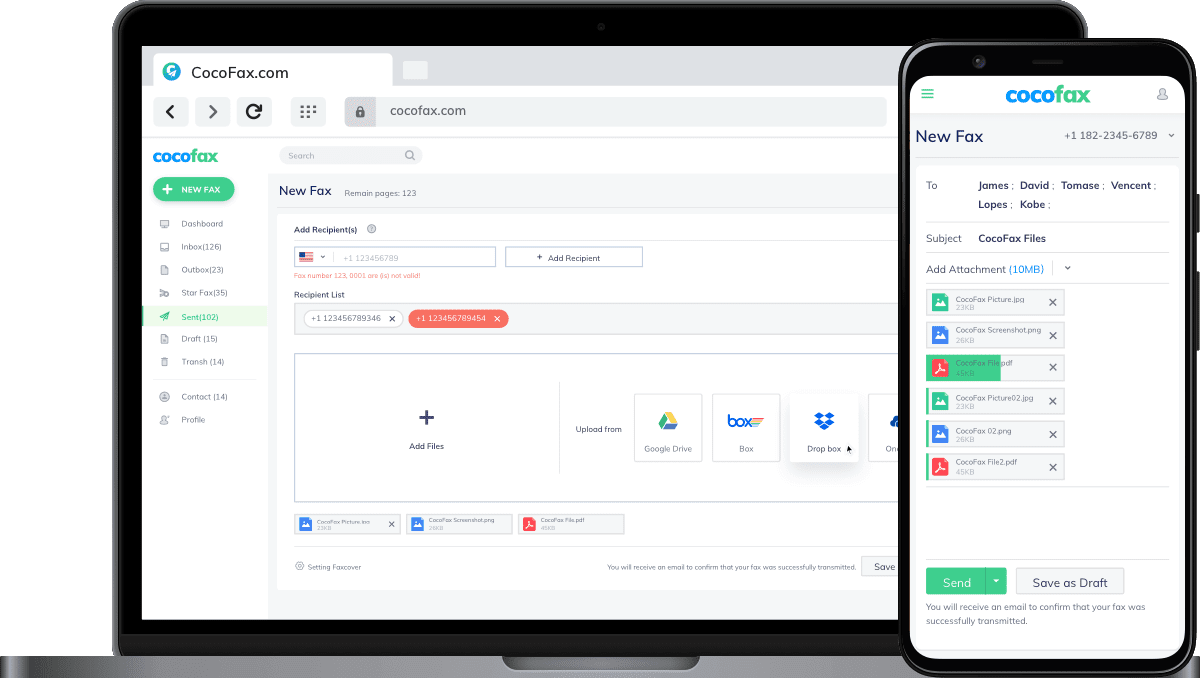 CocoFax.com
cocofax.com
cocofax
Search
NEW FAX
Dashboard
Inbox(126)
Outbox(23)
Star Fax(35)
Sent(102)
Draft (15)
Transh (14)
Contact (14)
Profile
New Fax Remain pages: 123
Add Recipient(s)
+1 123456789
+ Add Recipient
Fax number 123, 0001 are (is) not valid!
Recipient List
+1 123456789346
+1 123456789454
Add Files
Upload from
Google Drive
box
Box
Drop box
CocoFax Picture.jpg
23KB
CocoFax Screenshot.png
26KB
CocoFax File.pdf
45KB
Setting Faxcover
You will receive an email to confirm that your fax was successfully transmitted.
Save
cocofax
New Fax +1 182-2345-6789
To James ; David ; Tomase ; Vencent ;
Lopes ; Kobe ;
Subject CocoFax Files
Add Attachment (10MB)
CocoFax Picture.jpg
23KB
CocoFax Screenshot.png
26KB
CocoFax File.pdf
45KB
CocoFax Picture02.jpg
23KB
CocoFax 02.png
26KB
CocoFax File2.pdf
45KB
Send
Save as Draft
You will receive an email to confirm that your fax was
successfully transmitted.